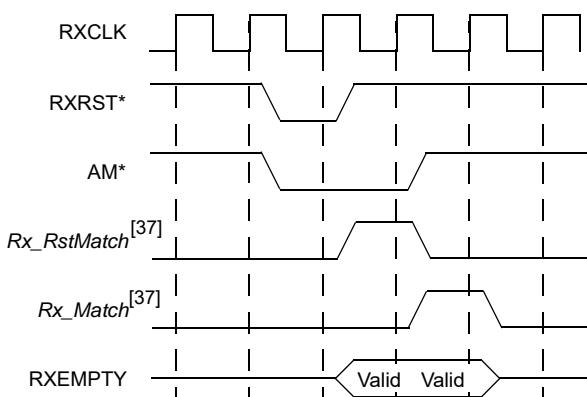 RXCLK
RXRST*
AM*
Rx_RstMatch[37]
Rx_Match[37]
RXEMPTY Valid Valid